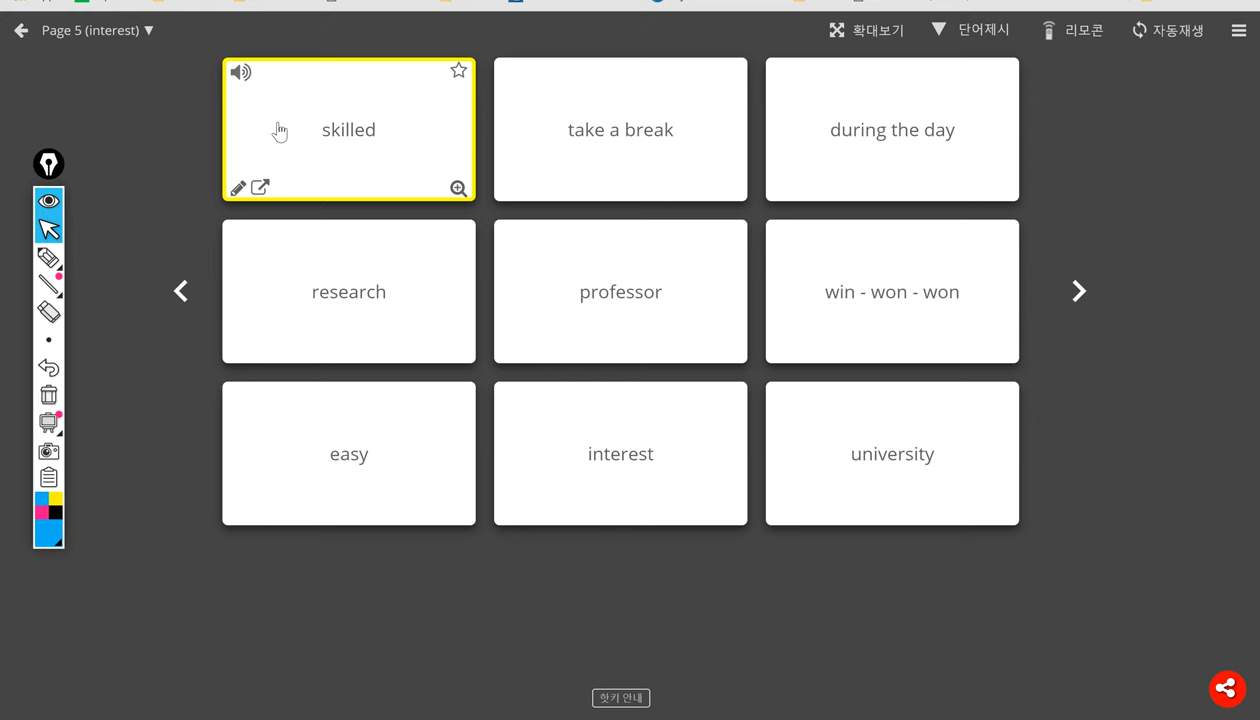 Page 5 (interest) ▼
확대보기
단어제시
리모콘
자동재생
skilled
take a break
during the day
research
professor
win - won - won
easy
interest
university
핫키 안내